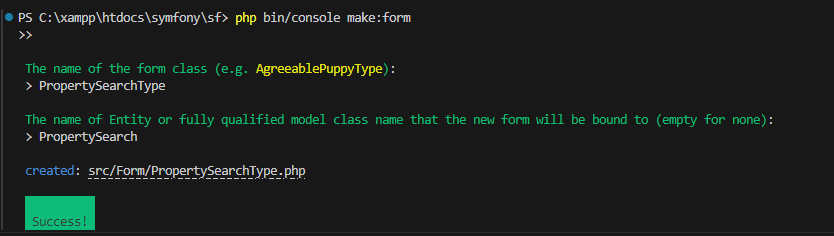 PS C:\xampp\htdocs\symfony\sf> php bin/console make:form
>>
The name of the form class (e.g. AgreeablePuppyType):
> PropertySearchType
The name of Entity or fully qualified model class name that the new form will be bound to (empty for none):
> PropertySearch
created: src/Form/PropertySearchType.php
Success!